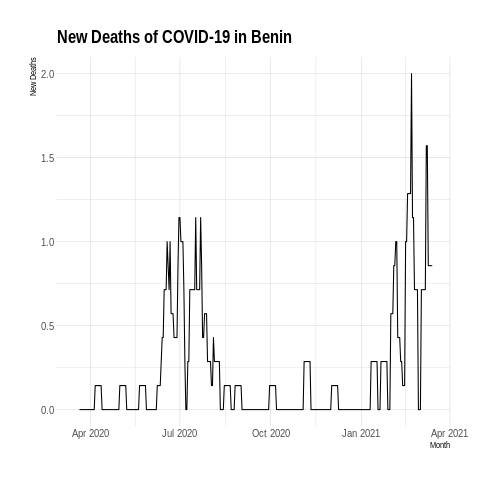 New Deaths of COVID-19 in Benin
New Deaths
2.0
1.5
1.0
0.5
0.0
Apr 2020 Jul 2020 Oct 2020 Jan 2021 Apr 2021
Month